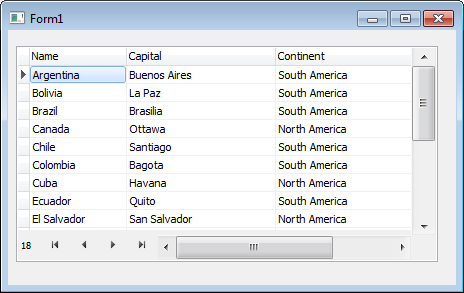 Form1
Name Capital Continent
Argentina Buenos Aires South America
Bolivia La Paz South America
Brazil Brasilia South America
Canada Ottawa North America
Chile Santiago South America
Colombia Bagota South America
Cuba Havana North America
Ecuador Quito South America
El Salvador San Salvador North America
18